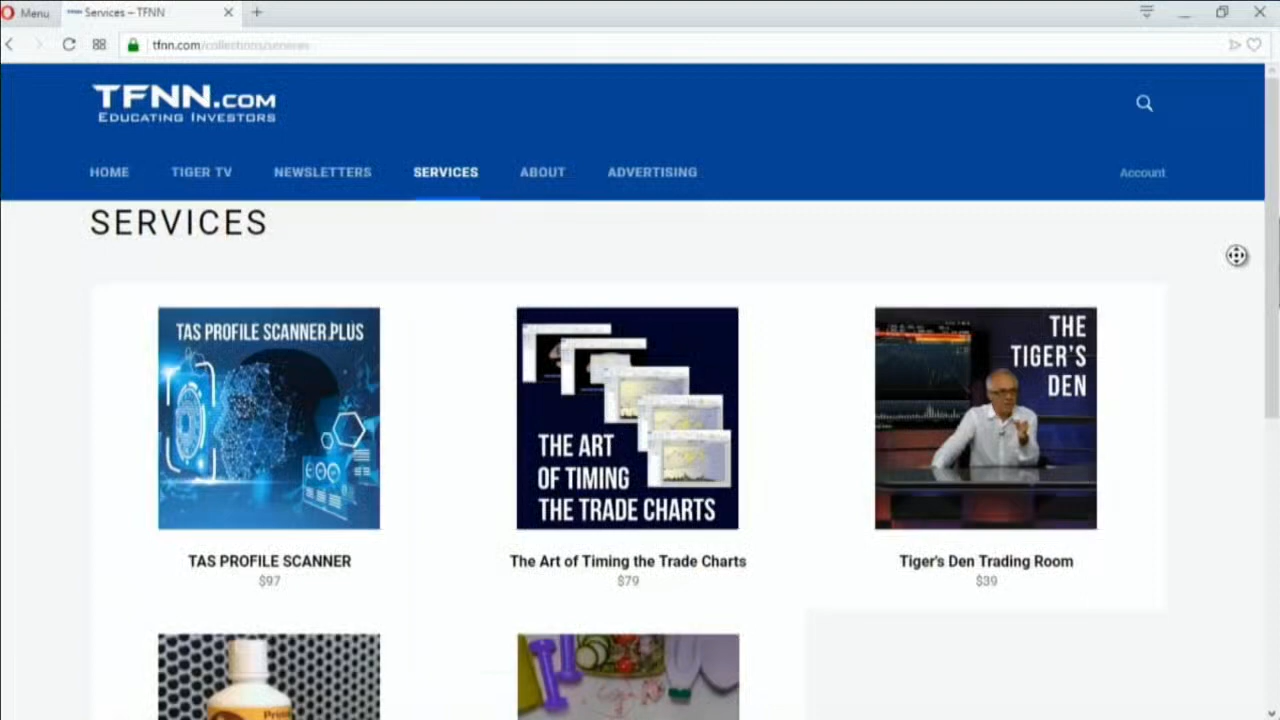 Menu
Services – TFNN
tfnn.com/collections/services
TFNN.COM
EDUCATING INVESTORS
HOME TIGER TV NEWSLETTERS SERVICES ABOUT ADVERTISING Account
SERVICES
TAS PROFILE SCANNER PLUS
THE ART
OF TIMING
THE TRADE CHARTS
THE
TIGER'S
DEN
TAS PROFILE SCANNER
$97
The Art of Timing the Trade Charts
$79
Tiger's Den Trading Room
$39